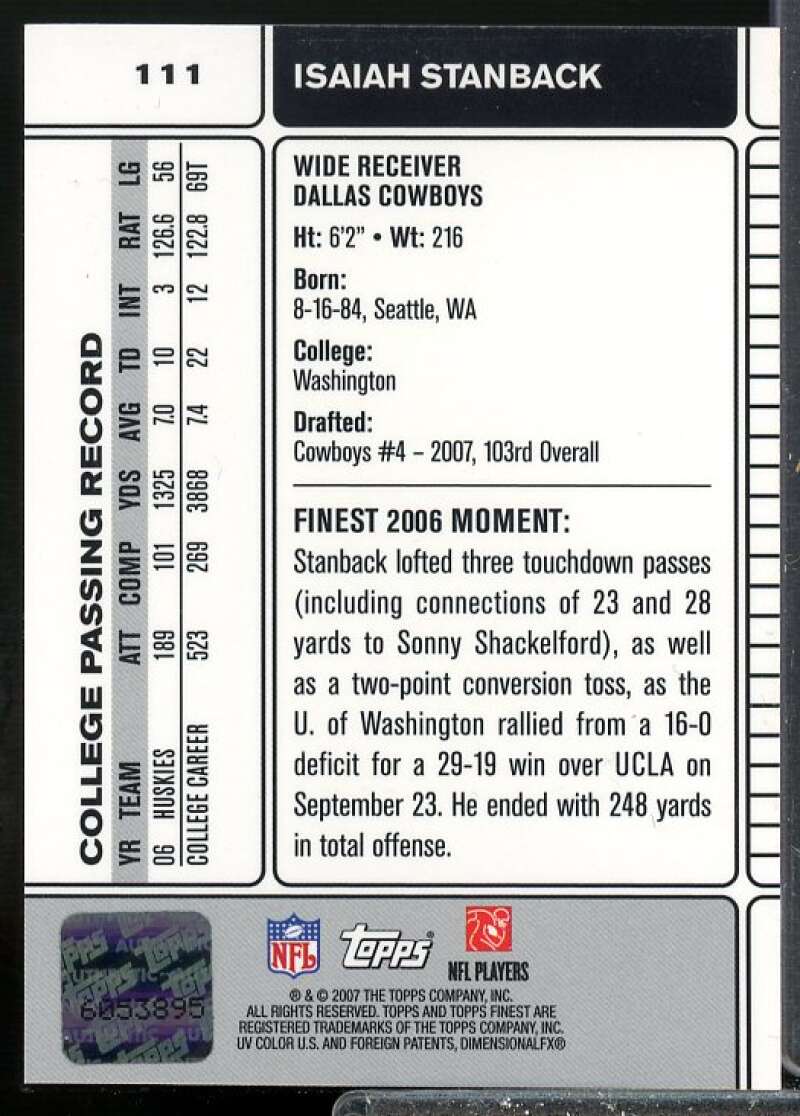 111
ISAIAH STANBACK
COLLEGE PASSING RECORD
YR TEAM ATT COMP YDS AVG TD INT RAT LG
06 HUSKIES 189 101 1325 7.0 10 3 126.6 56
COLLEGE CAREER 523 269 3868 7.4 22 12 122.8 69T
WIDE RECEIVER
DALLAS COWBOYS
Ht: 6'2" • Wt: 216
Born:
8-16-84, Seattle, WA
College:
Washington
Drafted:
Cowboys #4 – 2007, 103rd Overall
FINEST 2006 MOMENT:
Stanback lofted three touchdown passes
(including connections of 23 and 28
yards to Sonny Shackelford), as well
as a two-point conversion toss, as the
U. of Washington rallied from a 16-0
deficit for a 29-19 win over UCLA on
September 23. He ended with 248 yards
in total offense.
6053895
NFL
Topps®
NFL PLAYERS
® & © 2007 THE TOPPS COMPANY, INC.
ALL RIGHTS RESERVED. TOPPS AND TOPPS FINEST ARE
REGISTERED TRADEMARKS OF THE TOPPS COMPANY, INC.
UV COLOR U.S. AND FOREIGN PATENTS, DIMENSIONALFX®